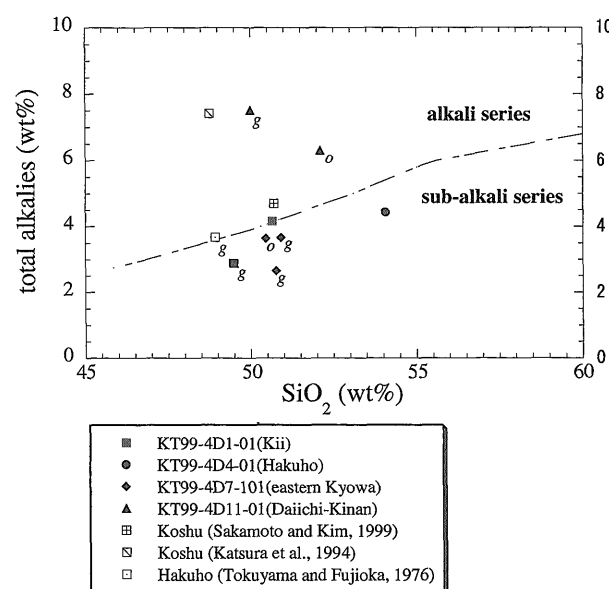 total alkalies (wt%)
10
8
6
4
2
0
10
8
6
4
2
0
alkali series
sub-alkali series
g
o
g
g
o
g
g
45
50
55
60
SiO2 (wt%)
KT99-4D1-01(Kii)
KT99-4D4-01(Hakuho)
KT99-4D7-101(eastern Kyowa)
KT99-4D11-01(Daiichi-Kinan)
Koshu (Sakamoto and Kim, 1999)
Koshu (Katsura et al., 1994)
Hakuho (Tokuyama and Fujioka, 1976)